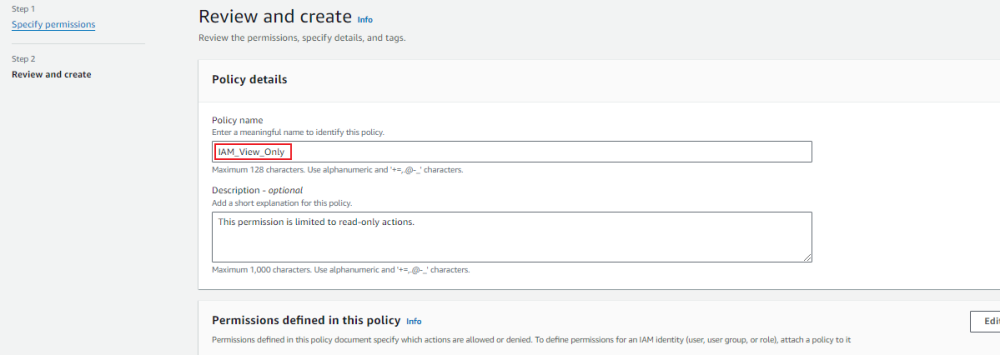 Step 1
Specify permissions
Step 2
Review and create
Review and create Info
Review the permissions, specify details, and tags.
Policy details
Policy name
Enter a meaningful name to identify this policy.
IAM_View_Only
Maximum 128 characters. Use alphanumeric and '+=,.@-_' characters.
Description - optional
Add a short explanation for this policy.
This permission is limited to read-only actions.
Maximum 1,000 characters. Use alphanumeric and '+=,.@-_' characters.
Permissions defined in this policy Info
Edi
Permissions defined in this policy document specify which actions are allowed or denied. To define permissions for an IAM identity (user, user group, or role), attach a policy to it